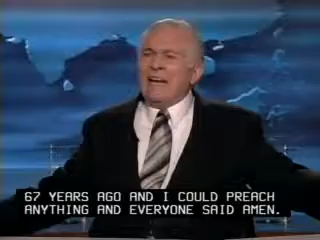 67 YEARS AGO AND I COULD PREACH
ANYTHING AND EVERYONE SAID AMEN.